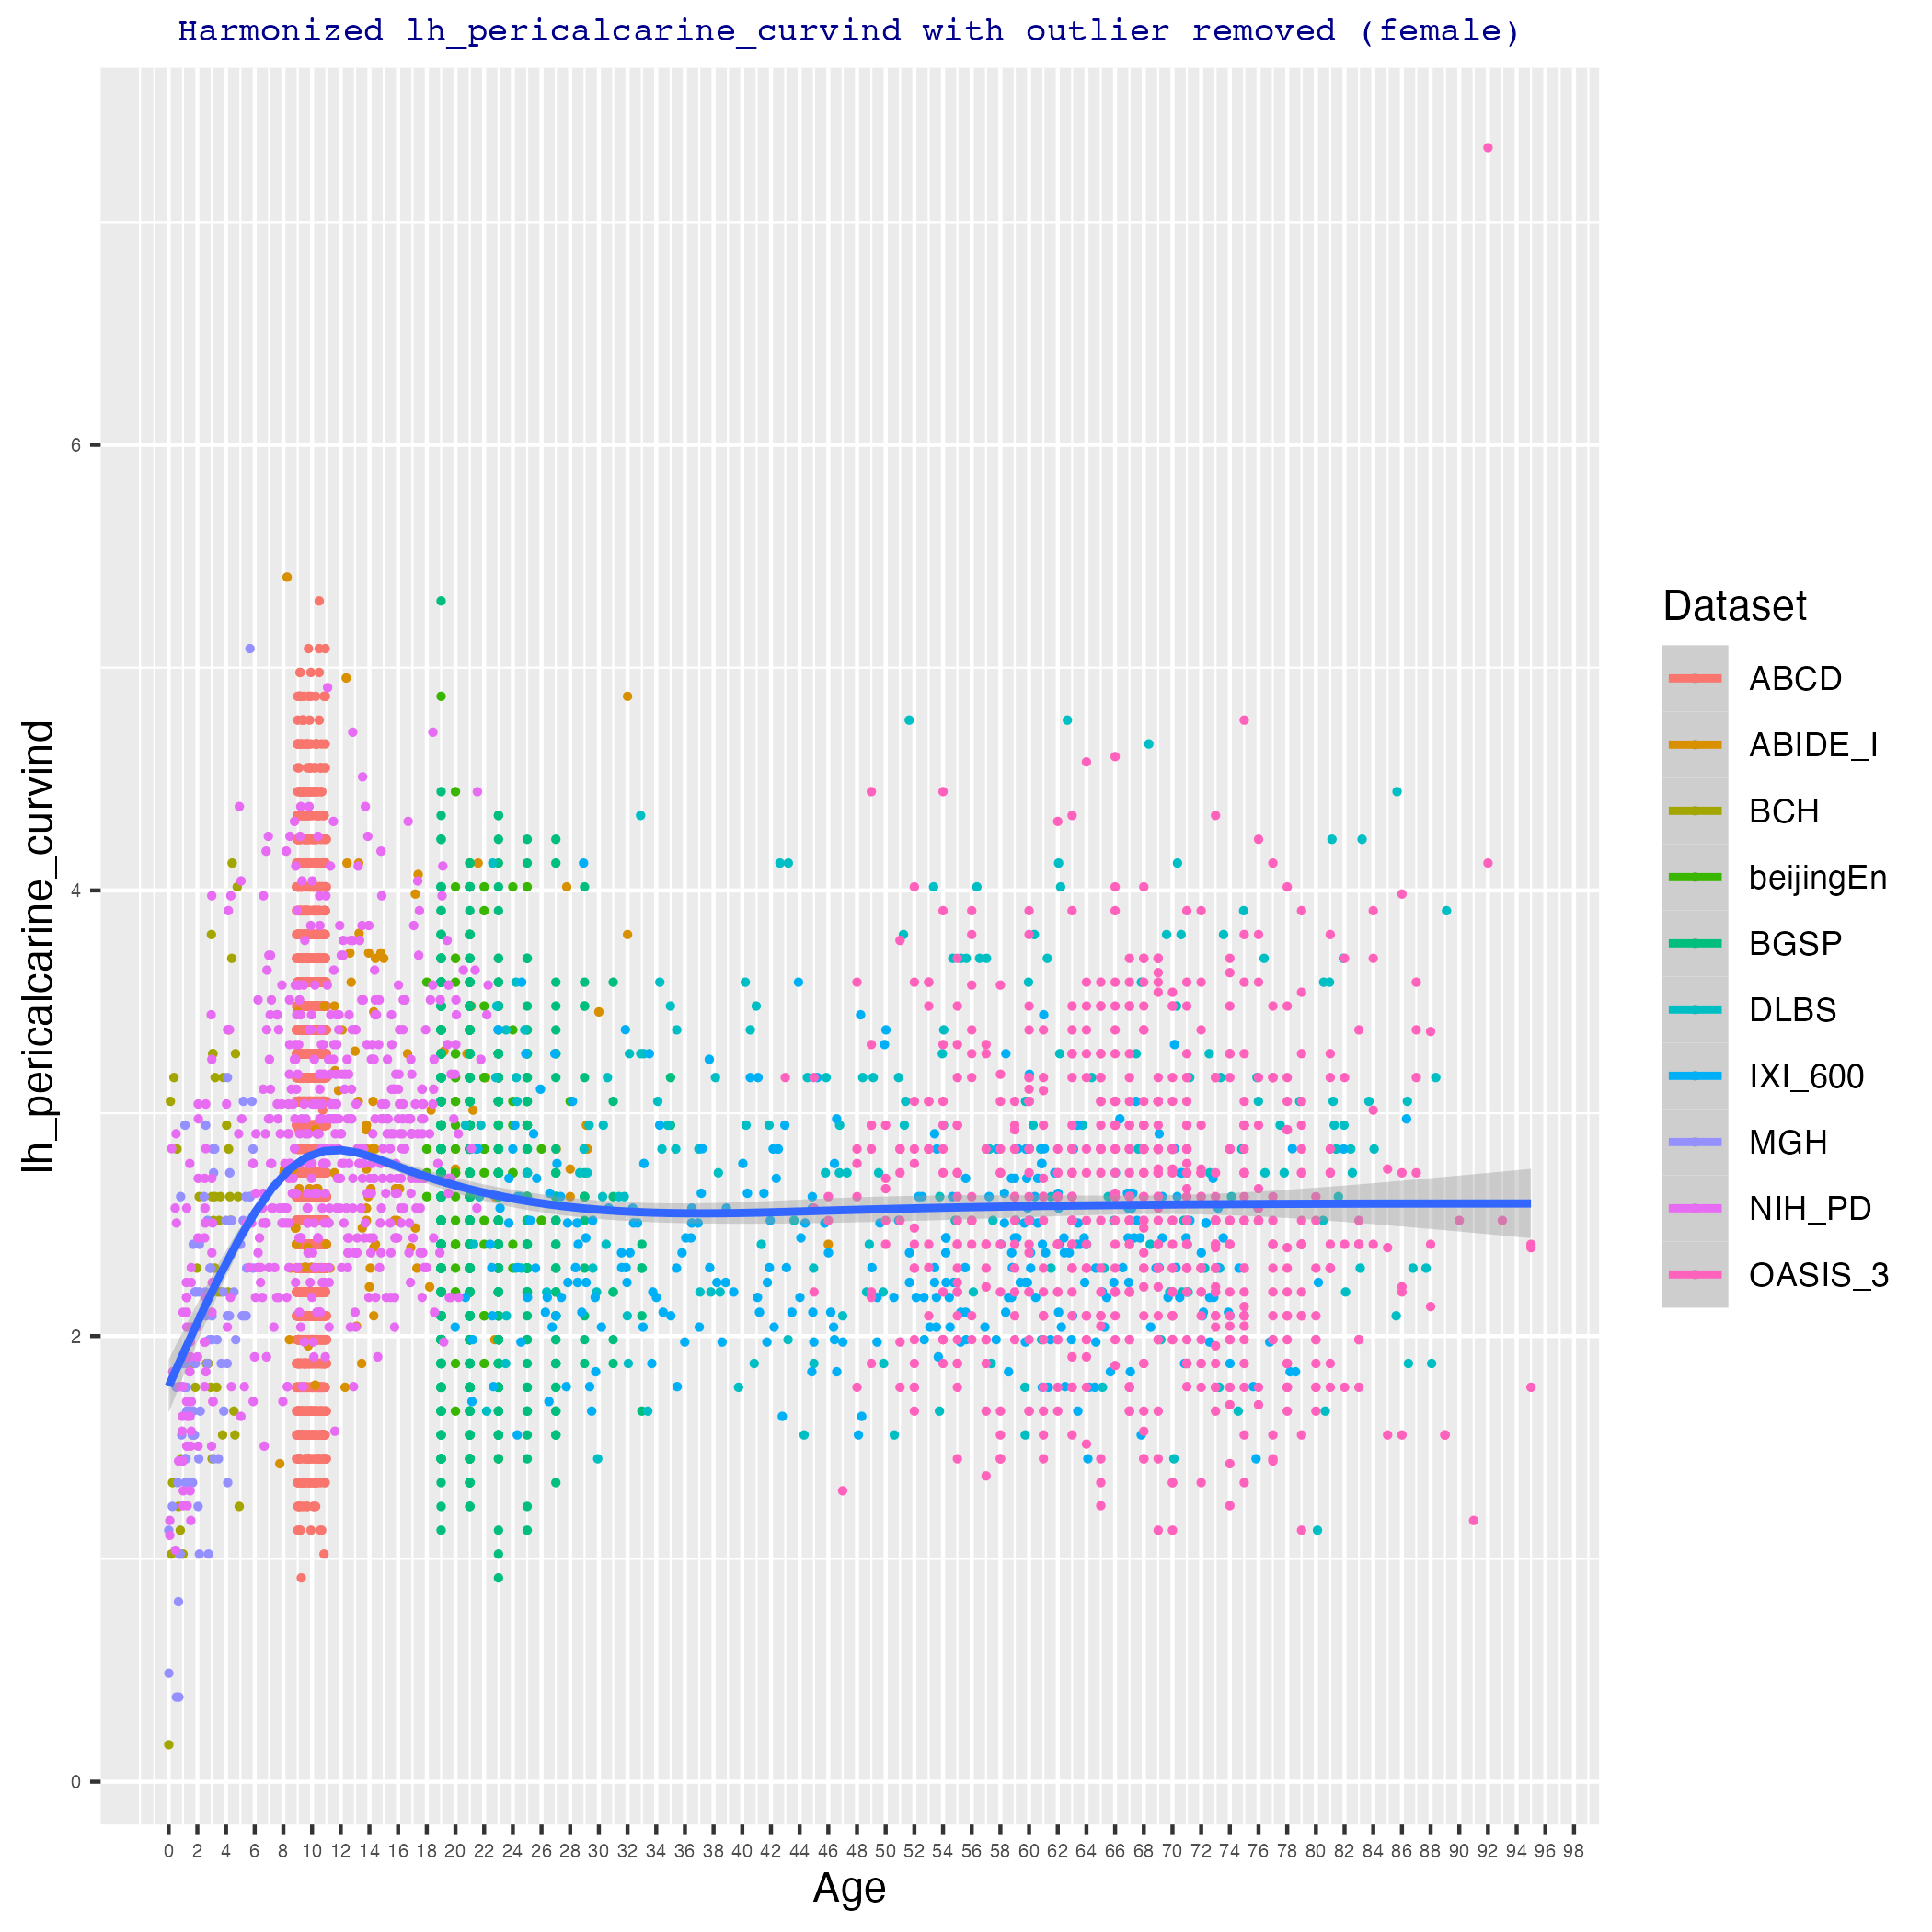 Harmonized lh_pericalcarine_curvind with outlier removed (female)
lh_pericalcarine_curvind
6
4
2
0
0 2 4 6 8 10 12 14 16 18 20 22 24 26 28 30 32 34 36 38 40 42 44 46 48 50 52 54 56 58 60 62 64 66 68 70 72 74 76 78 80 82 84 86 88 90 92 94 96 98
Age
Dataset
ABCD
ABIDE_I
BCH
beijingEn
BGSP
DLBS
IXI_600
MGH
NIH_PD
OASIS_3